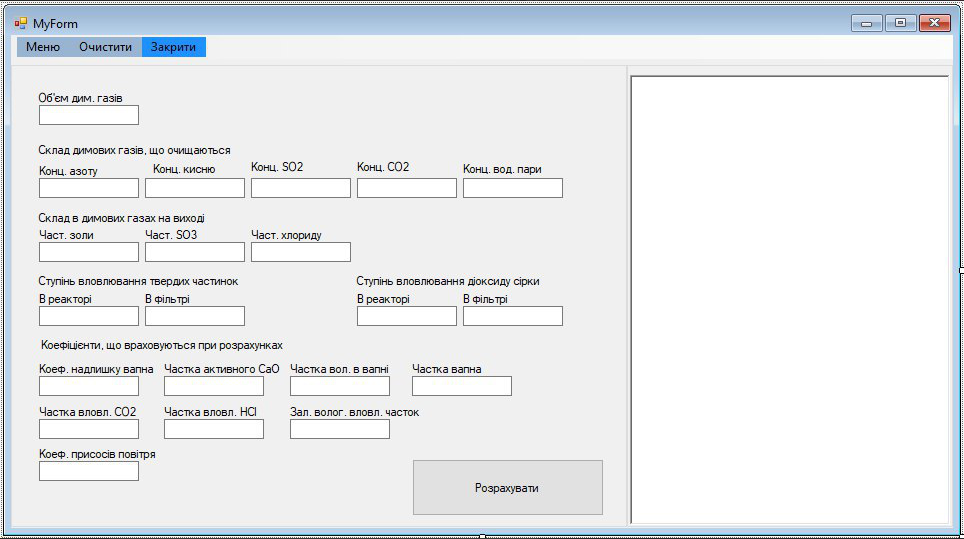 MyForm
Меню Очистити Закрити
Об'єм дим. газів
Склад димових газів, що очищаються
Конц. азоту Конц. кисню Конц. SO2 Конц. CO2 Конц. вод. пари
Склад в димових газах на виході
Част. золи Част. SO3 Част. хлориду
Ступінь вловлювання твердих частинок Ступінь вловлювання діоксиду сірки
В реакторі В фільтрі В реакторі В фільтрі
Коефіцієнти, що враховуються при розрахунках
Коеф. надлишку вапна Частка активного CaO Частка вол. в вапні Частка вапна
Частка вловл. CO2 Частка вловл. HCl Зал. волог. вловл. часток
Коеф. присосів повітря
Розрахувати